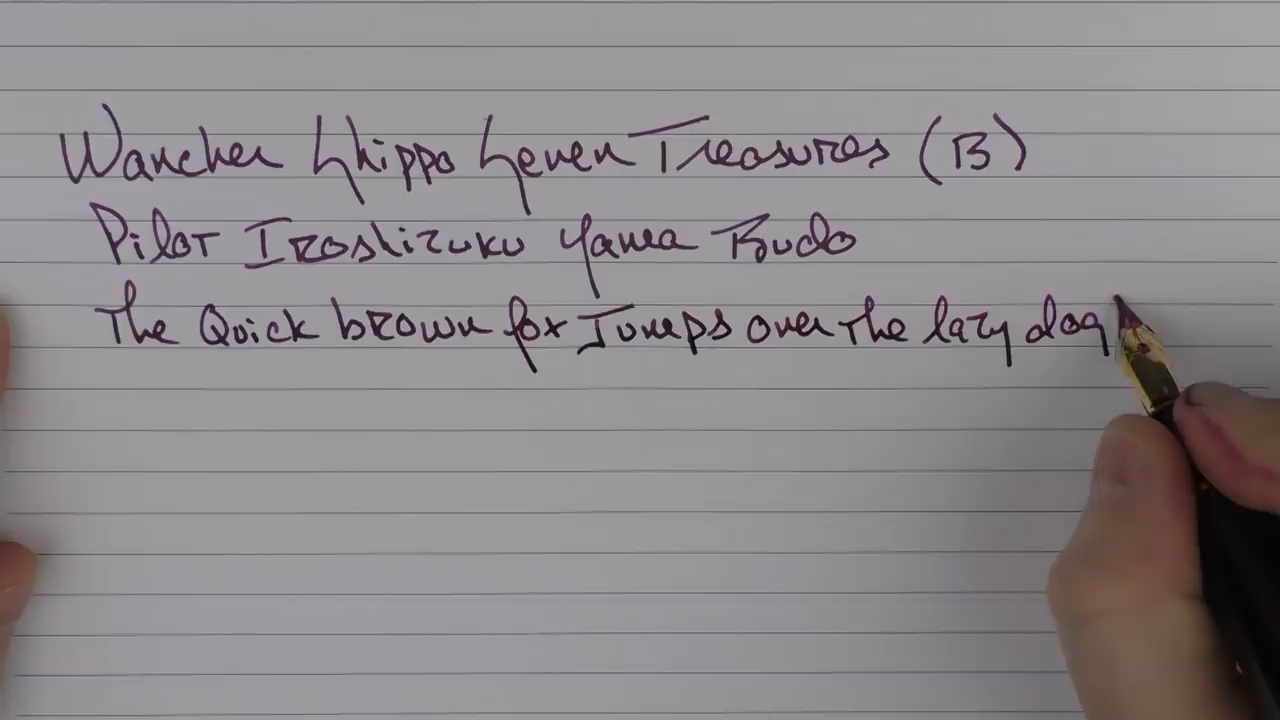 Wancher Shippo Seven Treasures (B)
Pilot Iroshizuku Yama Budo
The Quick brown fox Jumps over the lazy dog